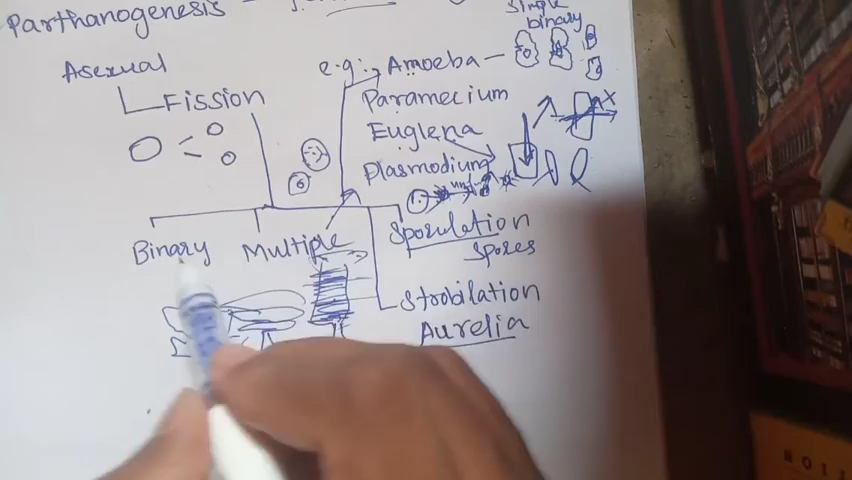 Parthanogenesis
Simple
binary
Asexual
Fission
e.g:- Amoeba -
Paramecium
Euglena
Plasmodium
Binary
Multiple
Sporulation
Spores
Strobilation
Aurelia